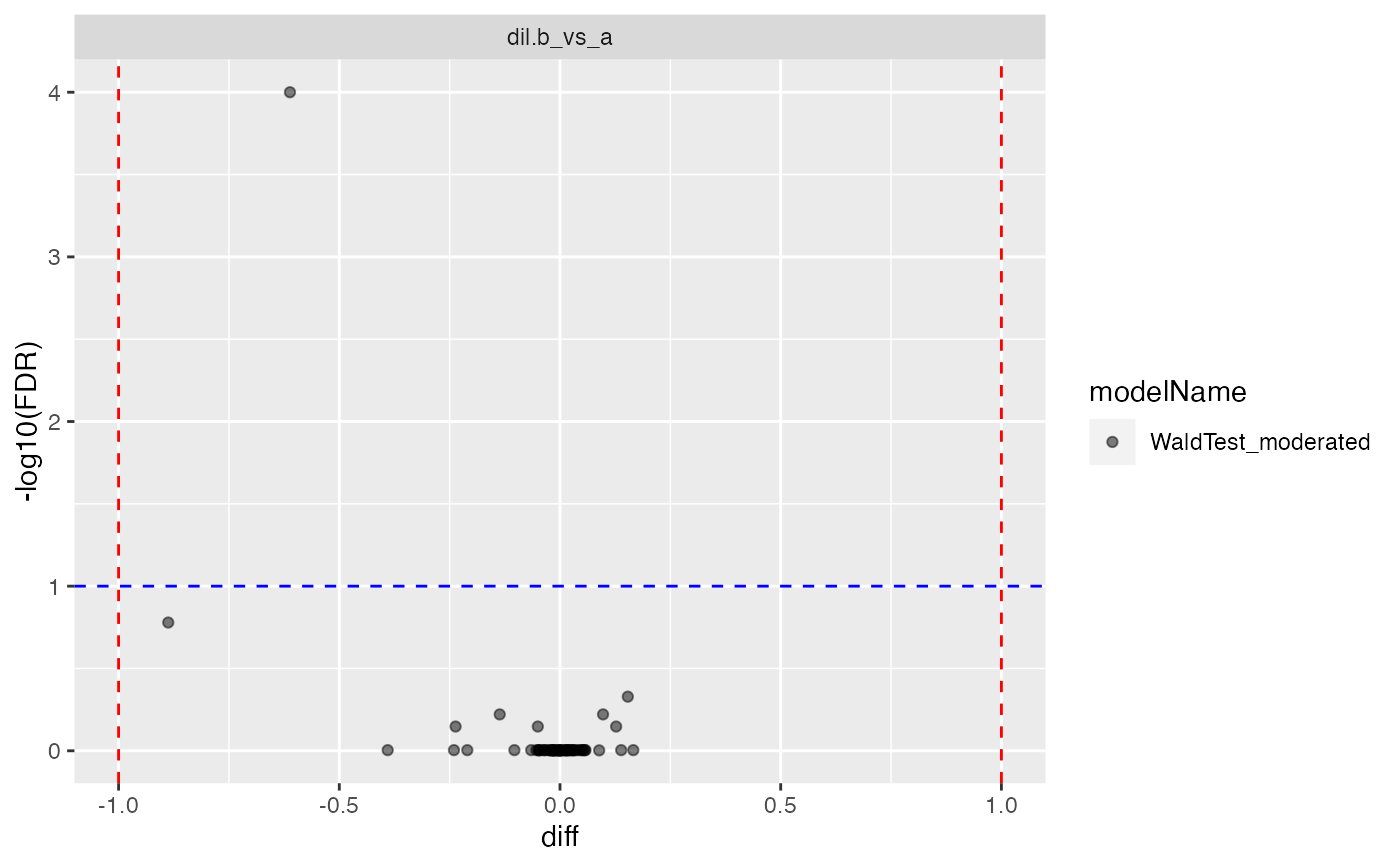 dil.b_vs_a
4
3
2
1
0
-log10(FDR)
-1.0
-0.5
0.0
0.5
1.0
diff
modelName
WaldTest_moderated